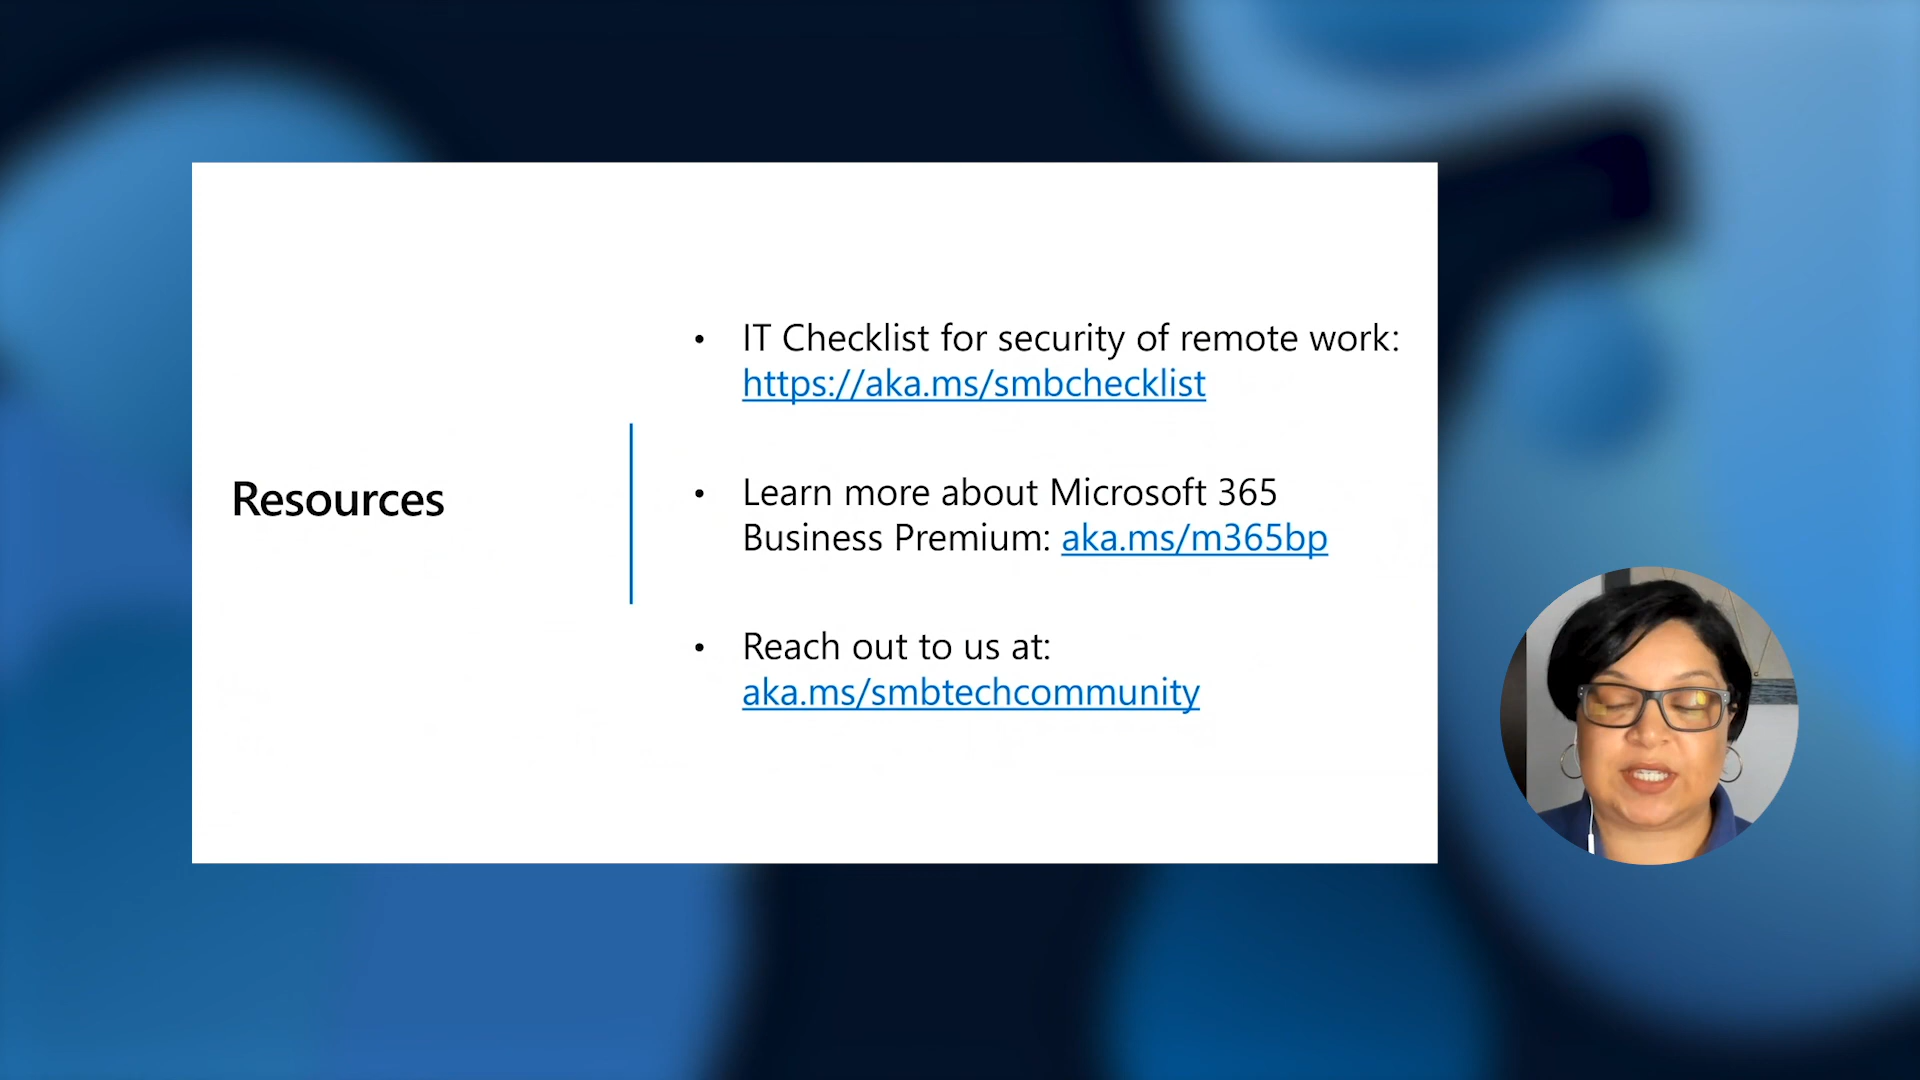 Resources
• IT Checklist for security of remote work:
https://aka.ms/smbchecklist
• Learn more about Microsoft 365
Business Premium: aka.ms/m365bp
• Reach out to us at:
aka.ms/smbtechcommunity